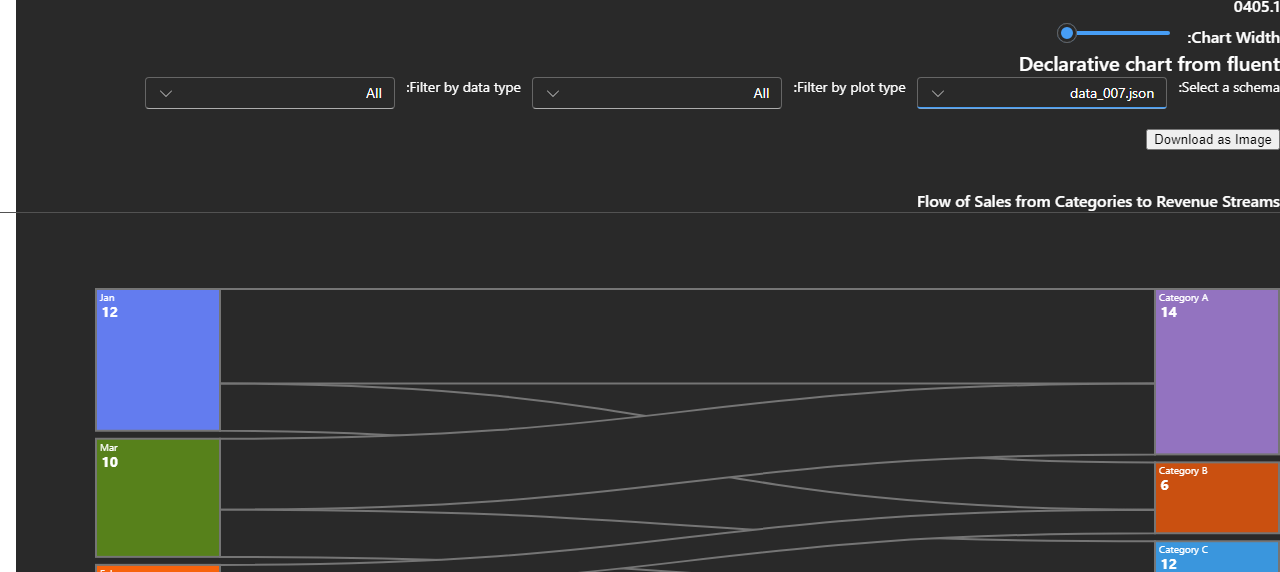 0405.1
:Chart Width
Declarative chart from fluent
:Select a schema
data_007.json
:Filter by plot type
All
:Filter by data type
All
Download as Image
Flow of Sales from Categories to Revenue Streams
Jan
12
Category A
14
Mar
10
Category B
6
Category C
12